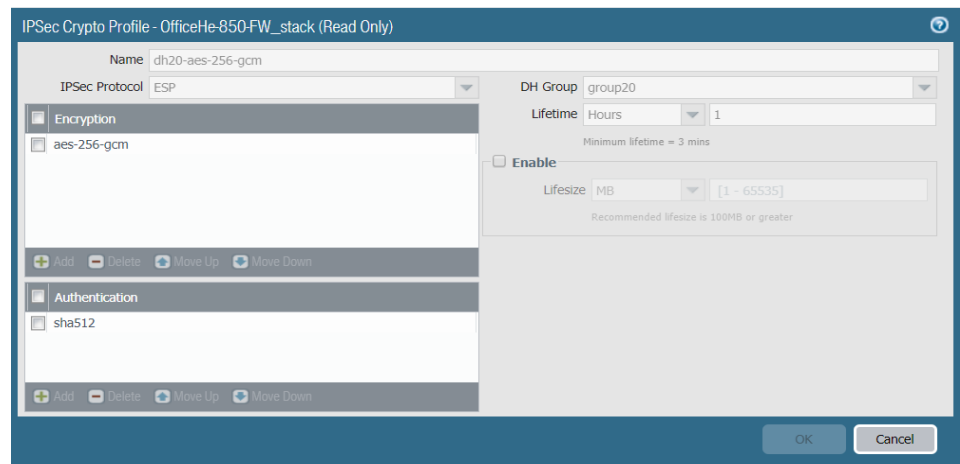 IPSec Crypto Profile - OfficeHe-850-FW_stack (Read Only)
Name dh20-aes-256-gcm
IPSec Protocol ESP
DH Group group20
Encryption
aes-256-gcm
Add Delete Move Up Move Down
Authentication
sha512
Add Delete Move Up Move Down
Lifetime Hours 1
Minimum lifetime = 3 mins
Enable
Lifesize MB [1 - 65535]
Recommended lifesize is 100MB or greater
OK Cancel